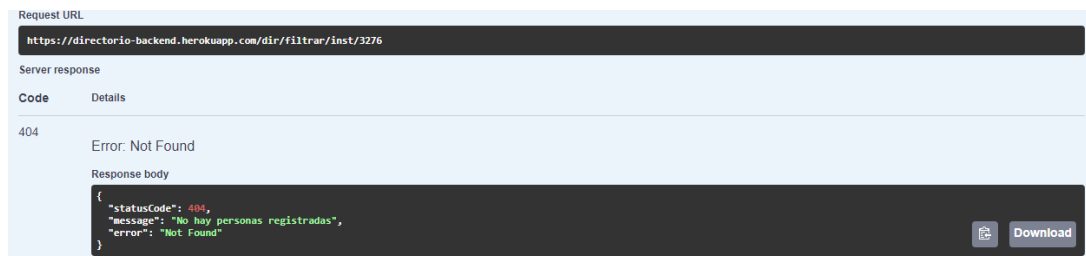 Request URL
https://directorio-backend.herokuapp.com/dir/filtrar/inst/3276
Server response
Code Details
404
Error: Not Found
Response body
{
"statusCode": 404,
"message": "No hay personas registradas",
"error": "Not Found"
}
Download